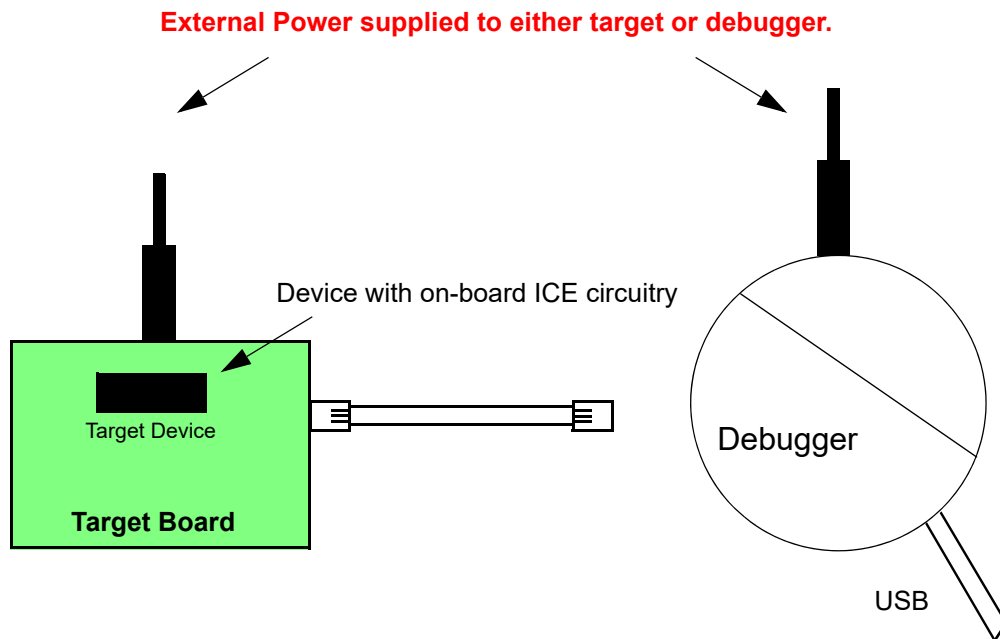 External Power supplied to either target or debugger.
Device with on-board ICE circuitry
Target Device
Debugger
Target Board
USB